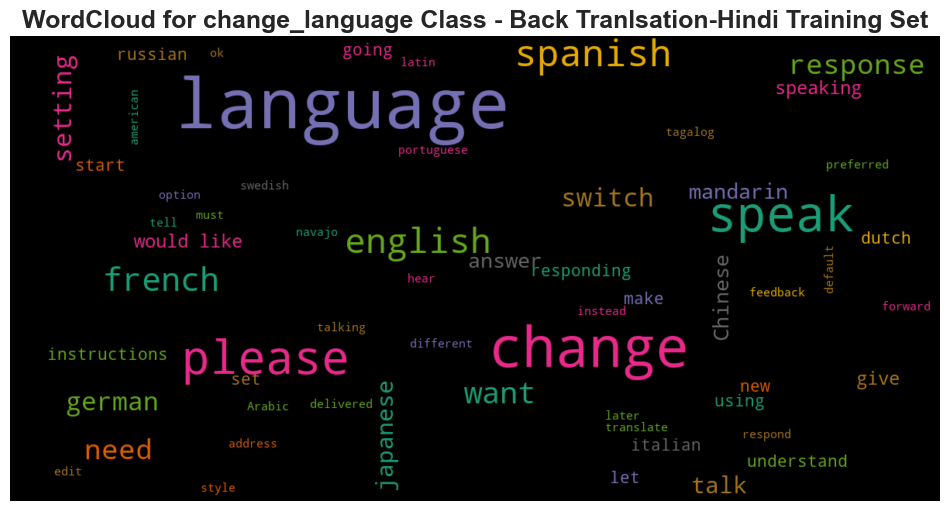 WordCloud for change_language Class - Back Tranlsation-Hindi Training Set
russian
ok
going
latin
spanish
response
speaking
setting
american
language
start
portuguese
tagalog
preferred
option
swedish
tell
must
would like
navajo
english
switch
mandarin
speak
dutch
answer
responding
french
hear
make
instead
Chinese
feedback
default
forward
talking
different
instructions
please
set
change
german
Arabic
delivered
japanese
want
new
using
give
later
translate
need
address
italian
respond
understand
edit
style
let
talk